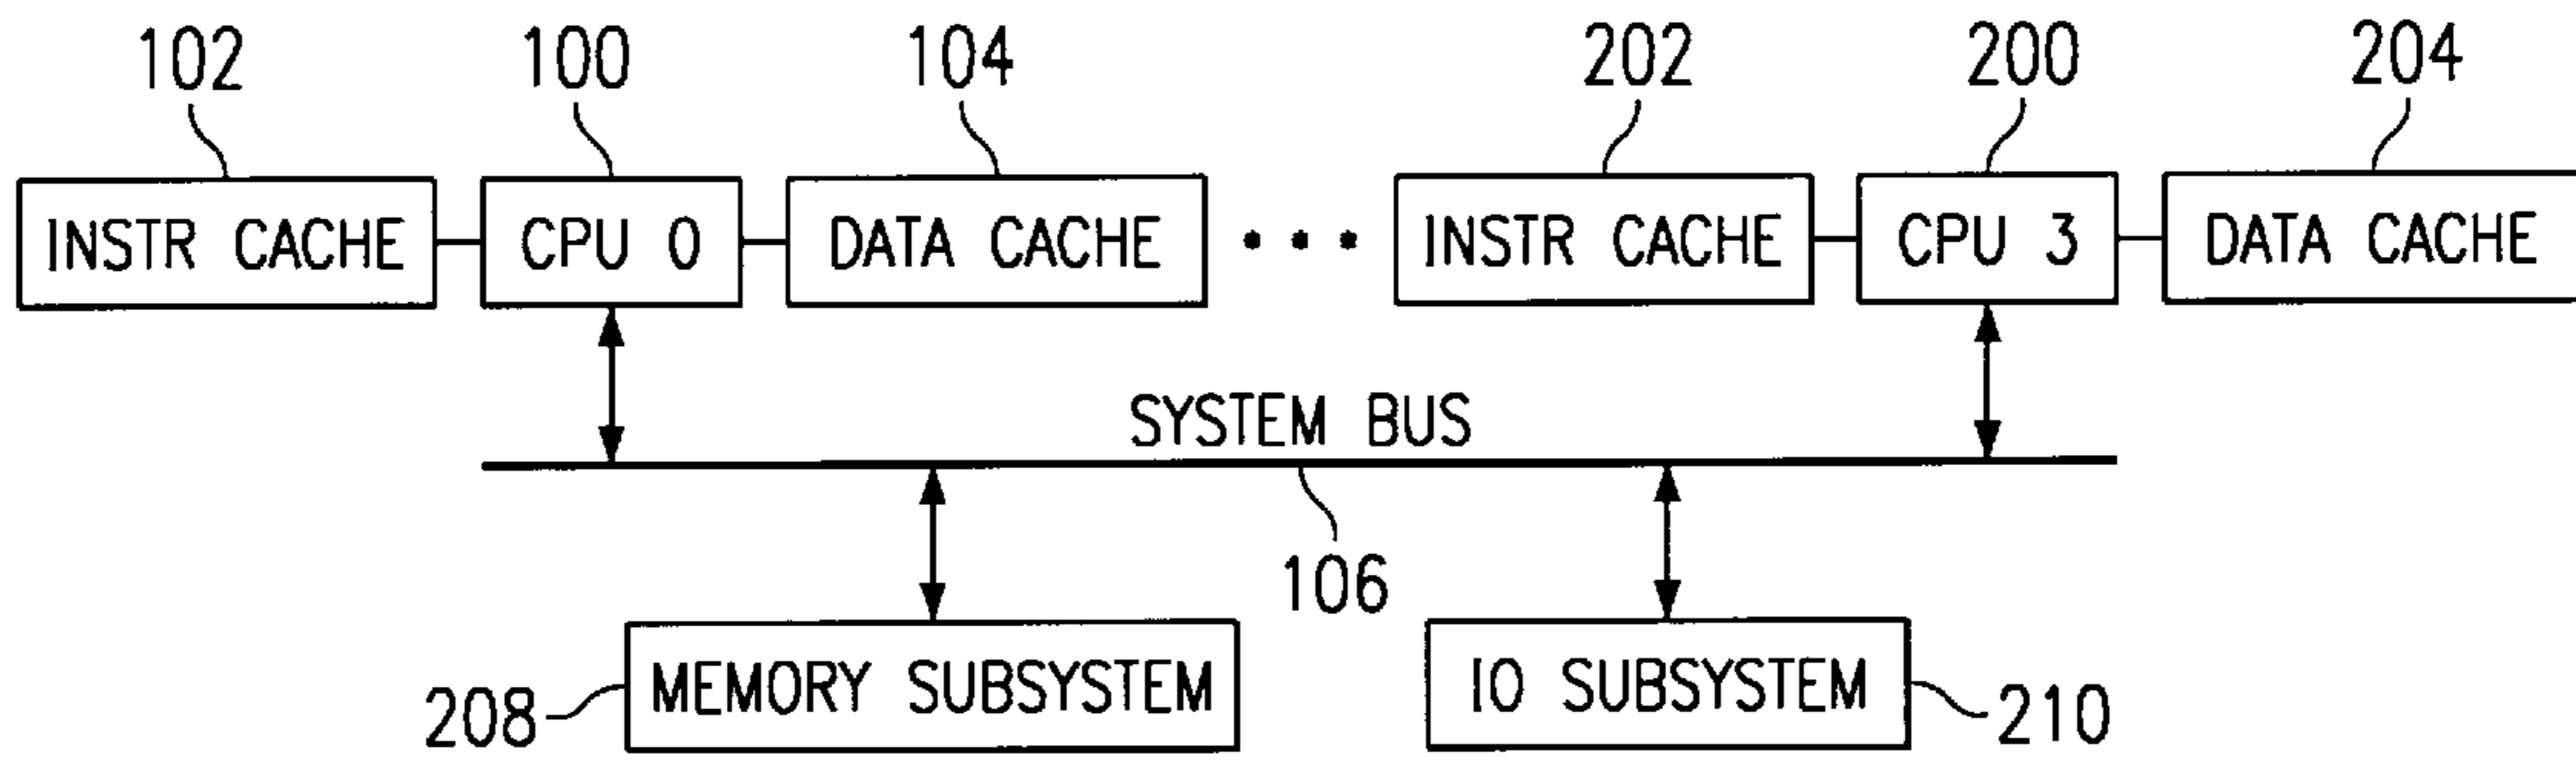 102 100 104 202 200 204
INSTR CACHE CPU 0 DATA CACHE ••• INSTR CACHE CPU 3 DATA CACHE
SYSTEM BUS
106
208 MEMORY SUBSYSTEM IO SUBSYSTEM 210